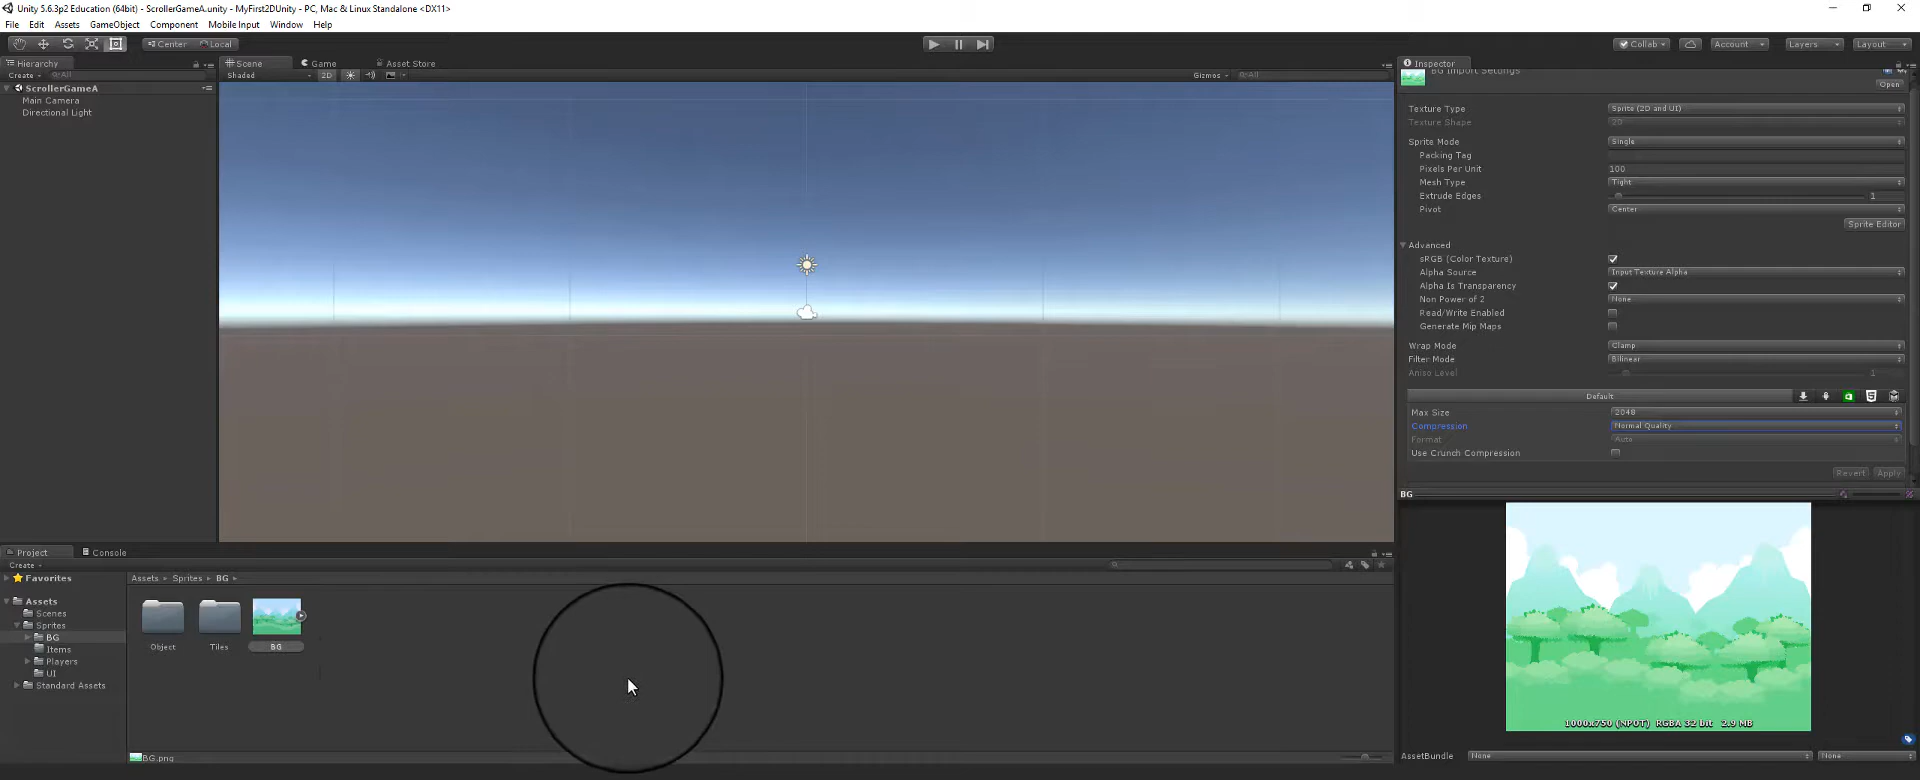 Unity 5.6.3p2 Education (64bit) - ScrollerGameA.unity - MyFirst2DUnity - PC, Mac & Linux Standalone <DX11>
File Edit Assets GameObject Component Mobile Input Window Help
Center Local
Collab Account Layers Layout
Hierarchy
Create All
ScrollerGameA
Main Camera
Directional Light
Scene Game Asset Store
Shaded 2D Gizmos All
Inspector
BG Import Settings
Open
Texture Type Sprite (2D and UI)
Texture Shape 2D
Sprite Mode Single
Packing Tag
Pixels Per Unit 100
Mesh Type Tight
Extrude Edges 1
Pivot Center
Sprite Editor
Advanced
sRGB (Color Texture)
Alpha Source Input Texture Alpha
Alpha Is Transparency
Non Power of 2 None
Read/Write Enabled
Generate Mip Maps
Wrap Mode Clamp
Filter Mode Bilinear
Aniso Level 1
Default
Max Size 2048
Compression Normal Quality
Format Auto
Use Crunch Compression
Revert Apply
BG
1000x750 (NPOT) RGBA 32 bit 2.9 MB
AssetBundle None None
Project Console
Create
Favorites
Assets
Scenes
Sprites
BG
Items
Players
UI
Standard Assets
Assets Sprites BG
Object Tiles BG
BG.png